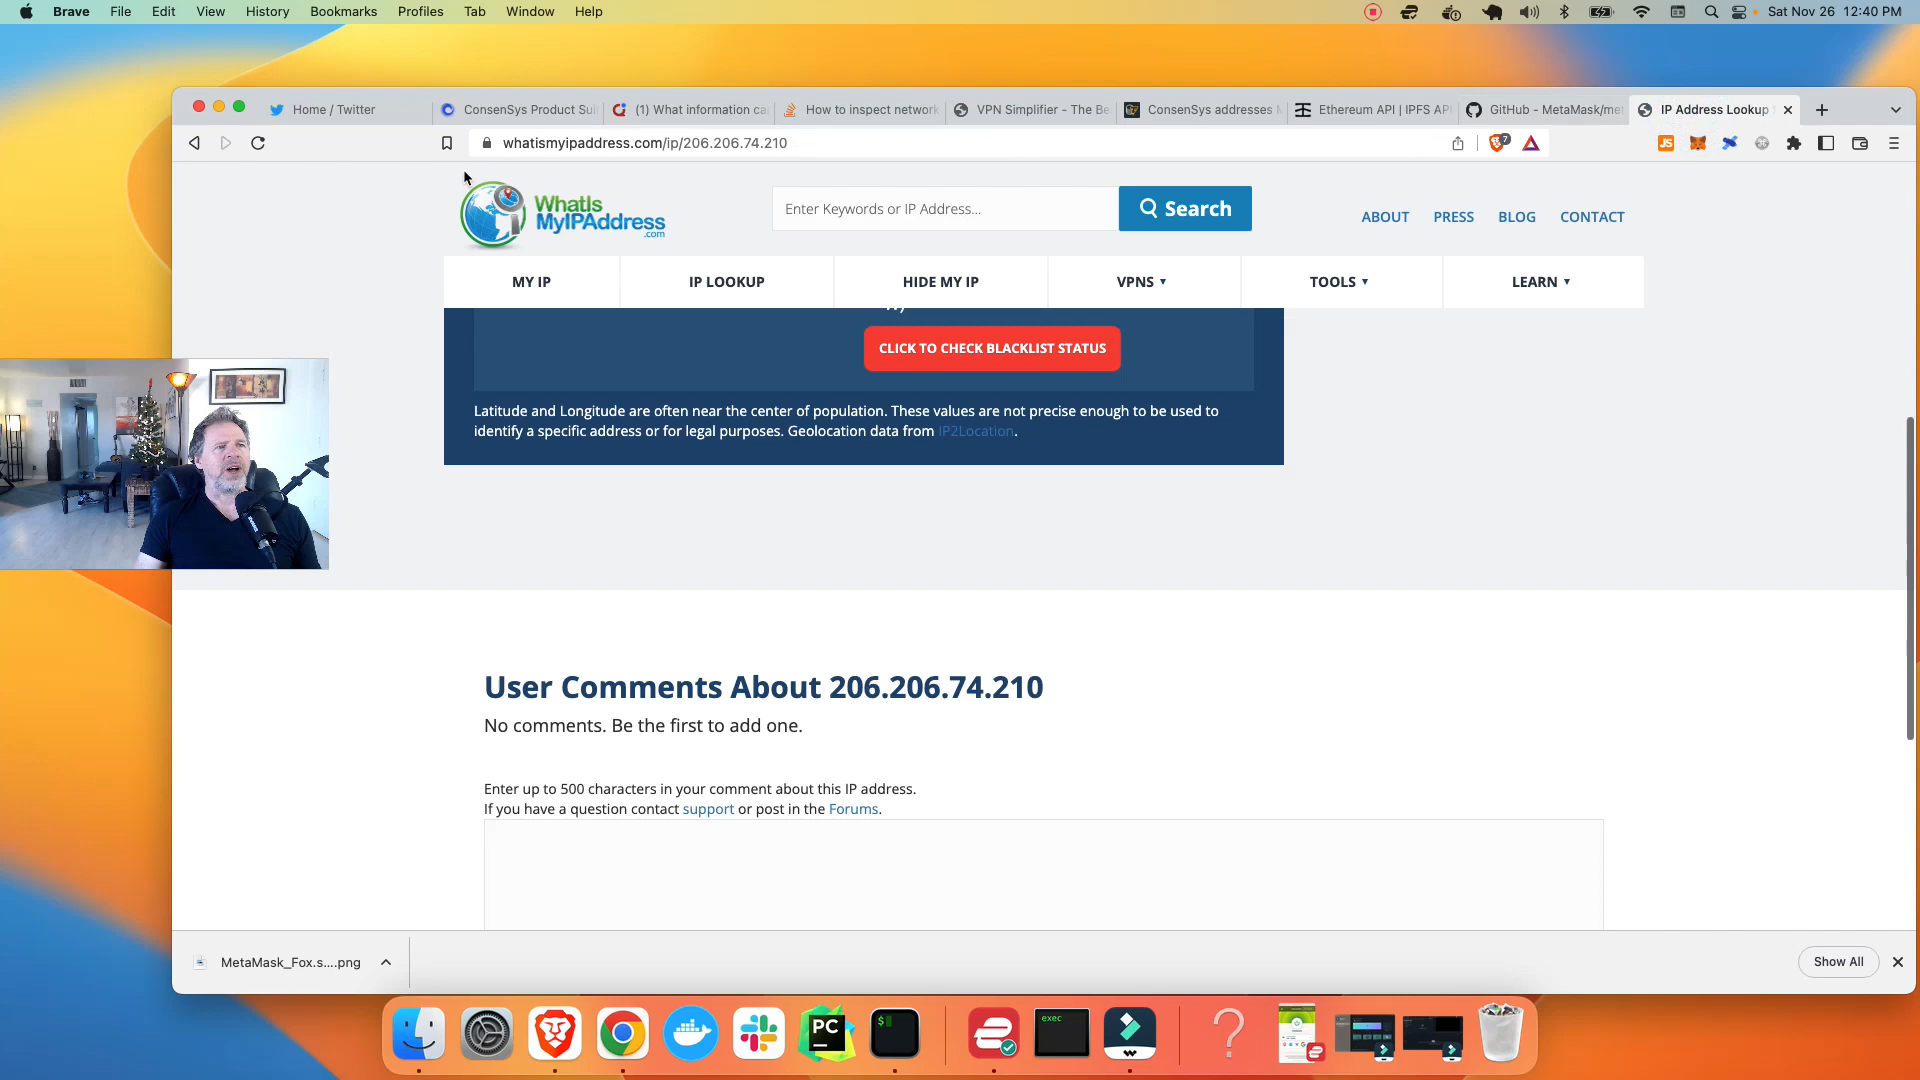 Brave File Edit View History Bookmarks Profiles Tab Window Help Sat Nov 26 12:40 PM
Home / Twitter
ConsenSys Product Sui
(1) What information ca
How to inspect network
VPN Simplifier - The Be
ConsenSys addresses M
Ethereum API | IPFS API
GitHub - MetaMask/me
IP Address Lookup
whatismyipaddress.com/ip/206.206.74.210
7
JS
WhatIs
MyIPAddress
.com
Enter Keywords or IP Address...
Search
ABOUT PRESS BLOG CONTACT
MY IP IP LOOKUP HIDE MY IP VPNS TOOLS LEARN
CLICK TO CHECK BLACKLIST STATUS
Latitude and Longitude are often near the center of population. These values are not precise enough to be used to
identify a specific address or for legal purposes. Geolocation data from IP2Location.
User Comments About 206.206.74.210
No comments. Be the first to add one.
Enter up to 500 characters in your comment about this IP address.
If you have a question contact support or post in the Forums.
MetaMask_Fox.s....png
Show All
PC
$
exec
?